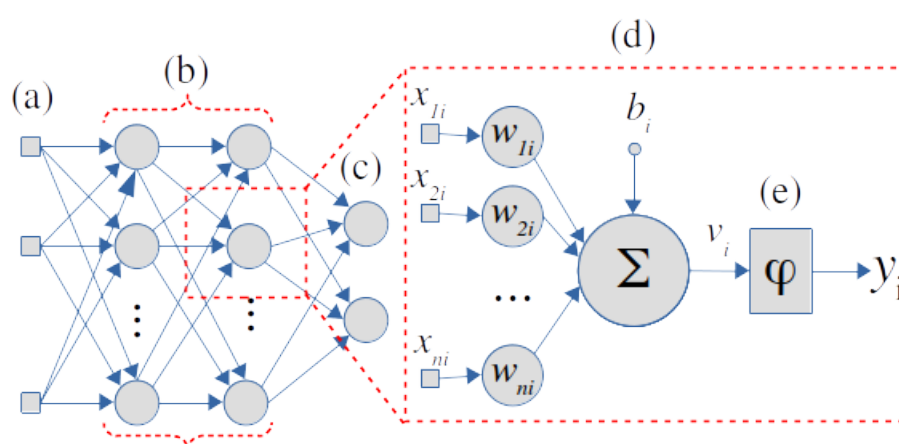 (a)
(b)
(c)
(d)
x1i
w1i
bi
x2i
w2i
Σ
vi
(e)
φ
yi
...
xni
wni